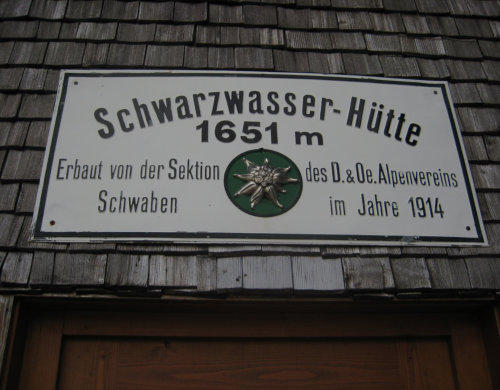 Schwarzwasser-Hütte
1651 m
Erbaut von der Sektion des D. & Oe. Alpenvereins
Schwaben im Jahre 1914